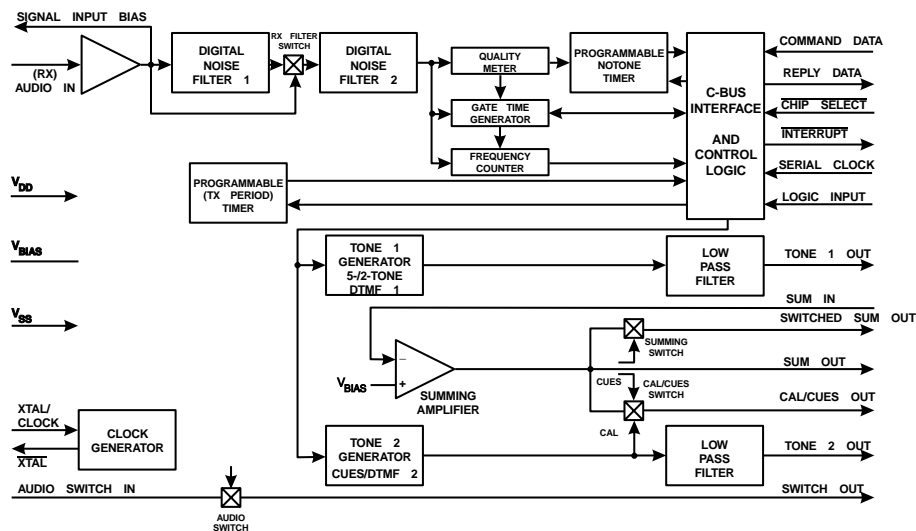 SIGNAL INPUT BIAS
(RX)
AUDIO IN
DIGITAL
NOISE
FILTER 1
RX FILTER
SWITCH
DIGITAL
NOISE
FILTER 2
QUALITY
METER
PROGRAMMABLE
NOTONE
TIMER
GATE TIME
GENERATOR
FREQUENCY
COUNTER
C-BUS
INTERFACE
AND
CONTROL
LOGIC
COMMAND DATA
REPLY DATA
CHIP SELECT
INTERRUPT
SERIAL CLOCK
LOGIC INPUT
VDD
PROGRAMMABLE
(TX PERIOD)
TIMER
VBIAS
TONE 1
GENERATOR
5-/2-TONE
DTMF 1
LOW
PASS
FILTER
TONE 1 OUT
VSS
SUM IN
SWITCHED SUM OUT
SUMMING
SWITCH
–
+
VBIAS
SUMMING
AMPLIFIER
SUM OUT
CUES
CAL/CUES
SWITCH
CAL/CUES OUT
CAL
XTAL/
CLOCK
XTAL
CLOCK
GENERATOR
TONE 2
GENERATOR
CUES/DTMF 2
LOW
PASS
FILTER
TONE 2 OUT
AUDIO SWITCH IN
AUDIO
SWITCH
SWITCH OUT